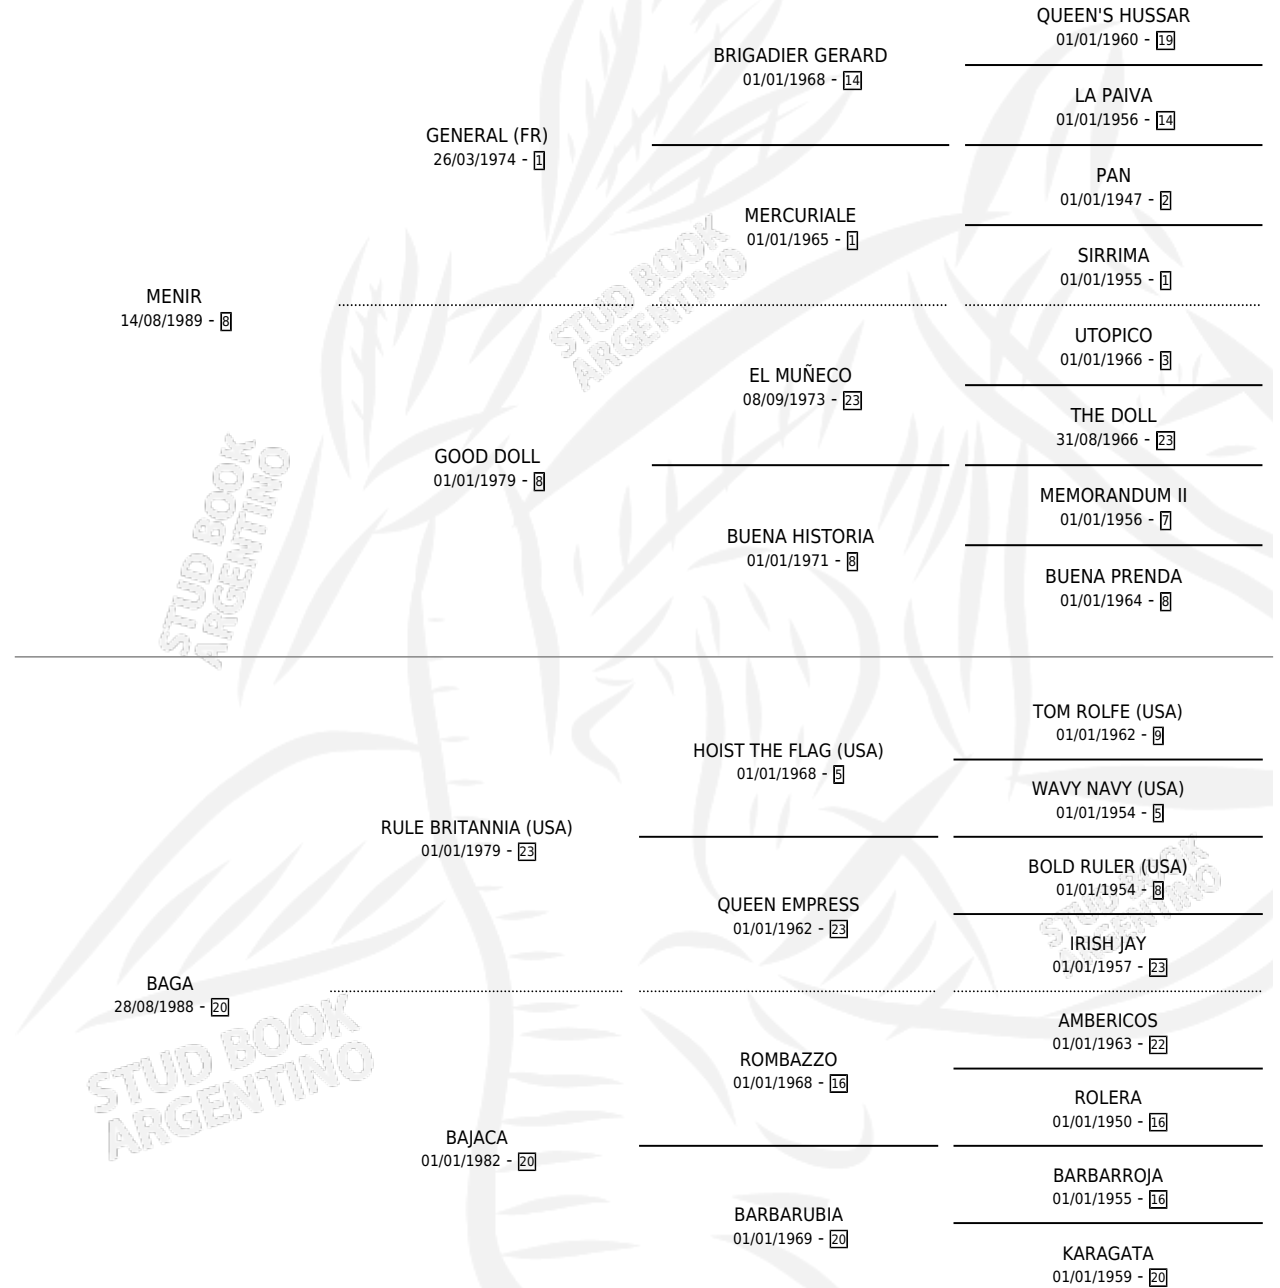 QUEEN'S HUSSAR
01/01/1960 - 19
BRIGADIER GERARD
01/01/1968 - 14
LA PAIVA
01/01/1956 - 14
GENERAL (FR)
26/03/1974 - 1
PAN
01/01/1947 - 2
MERCURIALE
01/01/1965 - 1
SIRRIMA
01/01/1955 - 1
MENIR
14/08/1989 - 8
UTOPICO
01/01/1966 - 3
EL MUÑECO
08/09/1973 - 23
THE DOLL
31/08/1966 - 23
GOOD DOLL
01/01/1979 - 8
MEMORANDUM II
01/01/1956 - 7
BUENA HISTORIA
01/01/1971 - 8
BUENA PRENDA
01/01/1964 - 8
STUD BOOK
ARGENTINO
STUD BOOK
ARGENTINO
TOM ROLFE (USA)
01/01/1962 - 9
HOIST THE FLAG (USA)
01/01/1968 - 5
WAVY NAVY (USA)
01/01/1954 - 5
RULE BRITANNIA (USA)
01/01/1979 - 23
BOLD RULER (USA)
01/01/1954 - 8
QUEEN EMPRESS
01/01/1962 - 23
IRISH JAY
01/01/1957 - 23
BAGA
28/08/1988 - 20
AMBERICOS
01/01/1963 - 22
ROMBAZZO
01/01/1968 - 16
ROLERA
01/01/1950 - 16
BAJACA
01/01/1982 - 20
BARBARROJA
01/01/1955 - 16
BARBARUBIA
01/01/1969 - 20
KARAGATA
01/01/1959 - 20
STUD BOOK
ARGENTINO
STUD BOOK
ARGENTINO